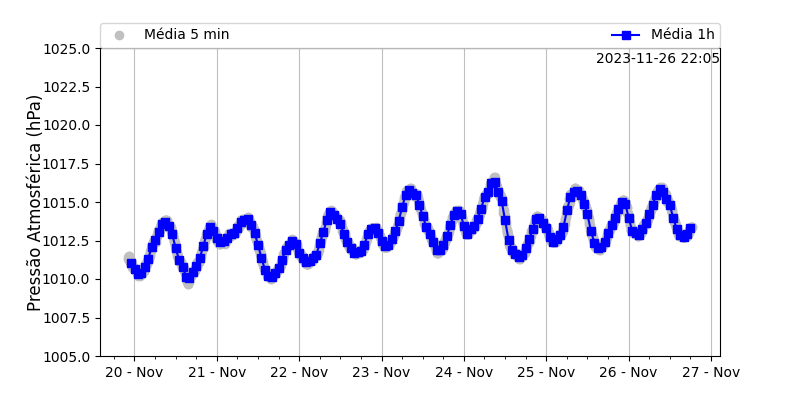 Média 5 min
Média 1h
2023-11-26 22:05
Pressão Atmosférica (hPa)
1025.0
1022.5
1020.0
1017.5
1015.0
1012.5
1010.0
1007.5
1005.0
20 - Nov
21 - Nov
22 - Nov
23 - Nov
24 - Nov
25 - Nov
26 - Nov
27 - Nov